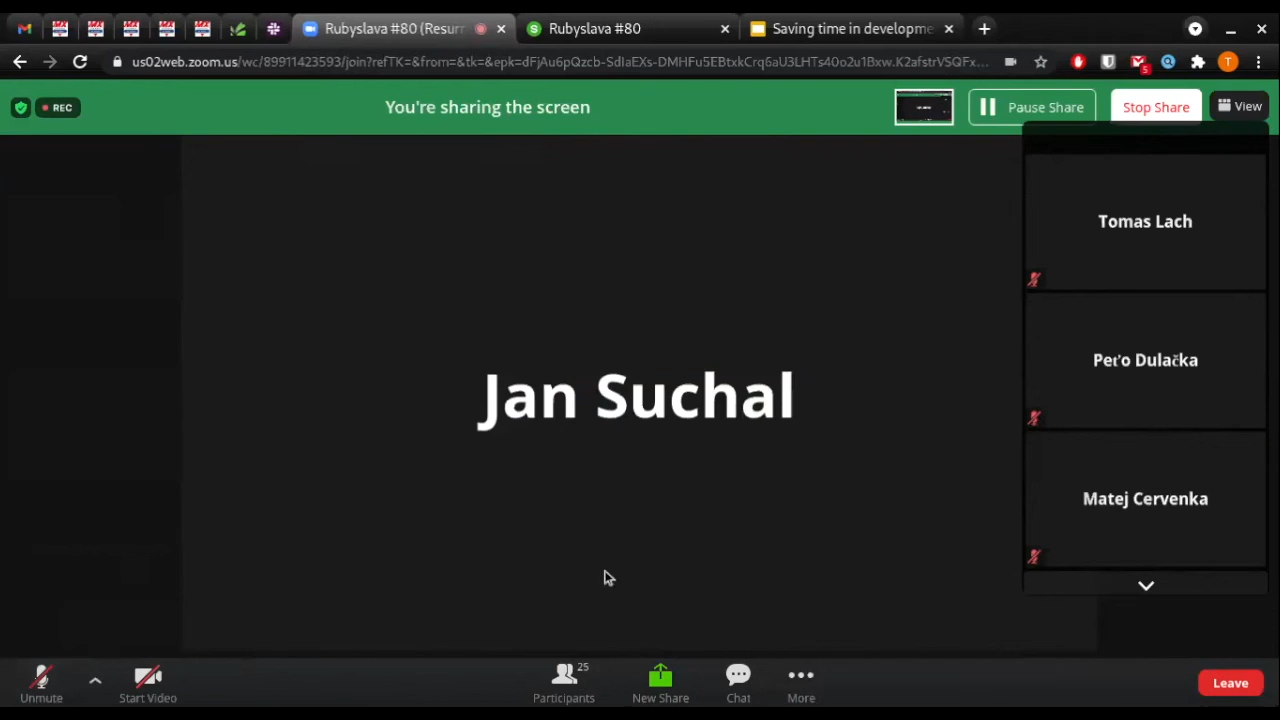 Rubyslava #80 (Resurr
Rubyslava #80
Saving time in developme
us02web.zoom.us/wc/89911423593/join?refTK=&from=&tk=&epk=dFjAu6pQzcb-SdIaEXs-DMHFu5EBtxkCrq6aU3LHTs40o2u1Bxw.K2afstrVSQFx...
5
T
REC
You're sharing the screen
Pause Share
Stop Share
View
Tomas Lach
Peťo Dulačka
Matej Cervenka
Jan Suchal
Unmute
Start Video
25
Participants
New Share
Chat
More
Leave